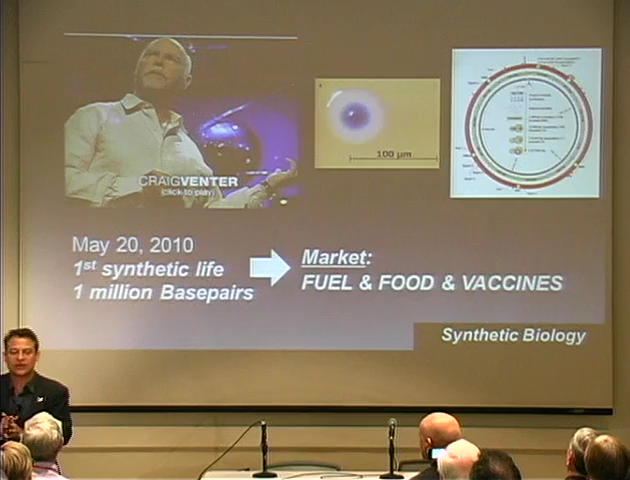 CRAIGVENTER
(click to play)
100 µm
May 20, 2010
1st synthetic life
1 million Basepairs
Market:
FUEL & FOOD & VACCINES
Synthetic Biology